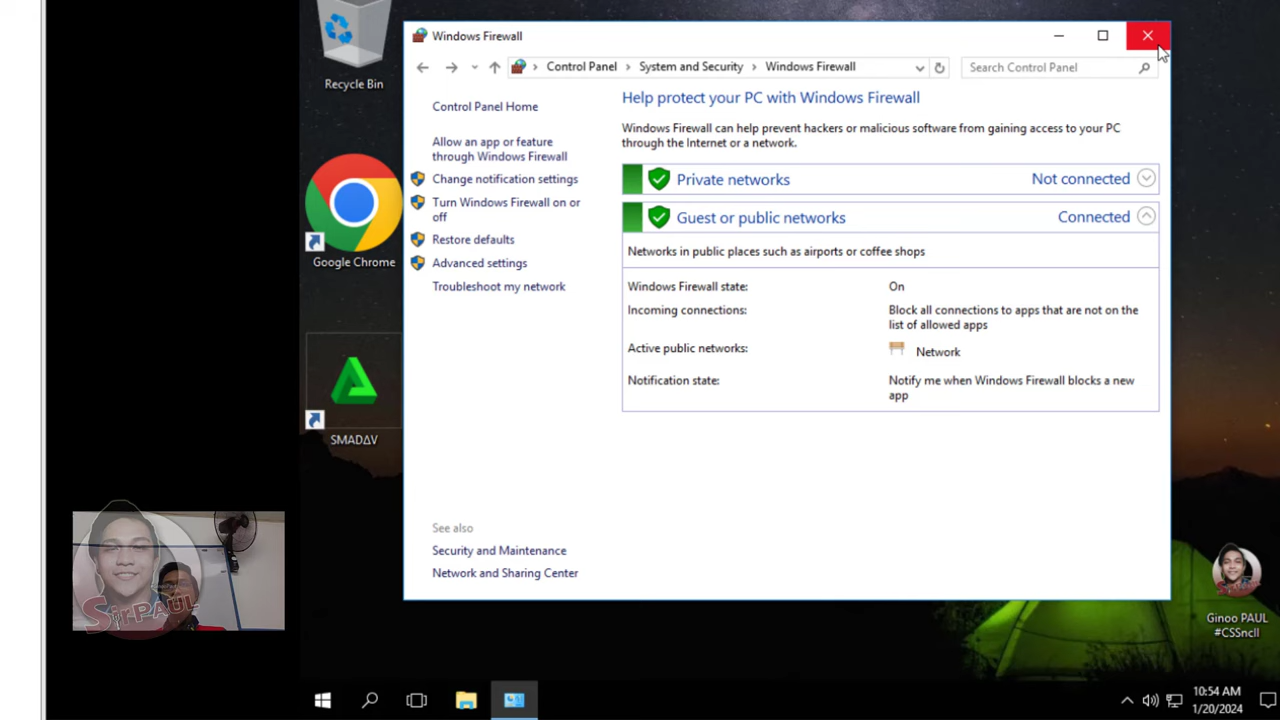 Recycle Bin
Google Chrome
SMADΔV
Windows Firewall
Control Panel > System and Security > Windows Firewall
Search Control Panel
Control Panel Home
Allow an app or feature
through Windows Firewall
Change notification settings
Turn Windows Firewall on or
off
Restore defaults
Advanced settings
Troubleshoot my network
See also
Security and Maintenance
Network and Sharing Center
Help protect your PC with Windows Firewall
Windows Firewall can help prevent hackers or malicious software from gaining access to your PC
through the Internet or a network.
Private networks Not connected
Guest or public networks Connected
Networks in public places such as airports or coffee shops
Windows Firewall state: On
Incoming connections: Block all connections to apps that are not on the
list of allowed apps
Active public networks: Network
Notification state: Notify me when Windows Firewall blocks a new
app
SirPAUL
Ginoo PAUL
#CSSncII
10:54 AM
1/20/2024